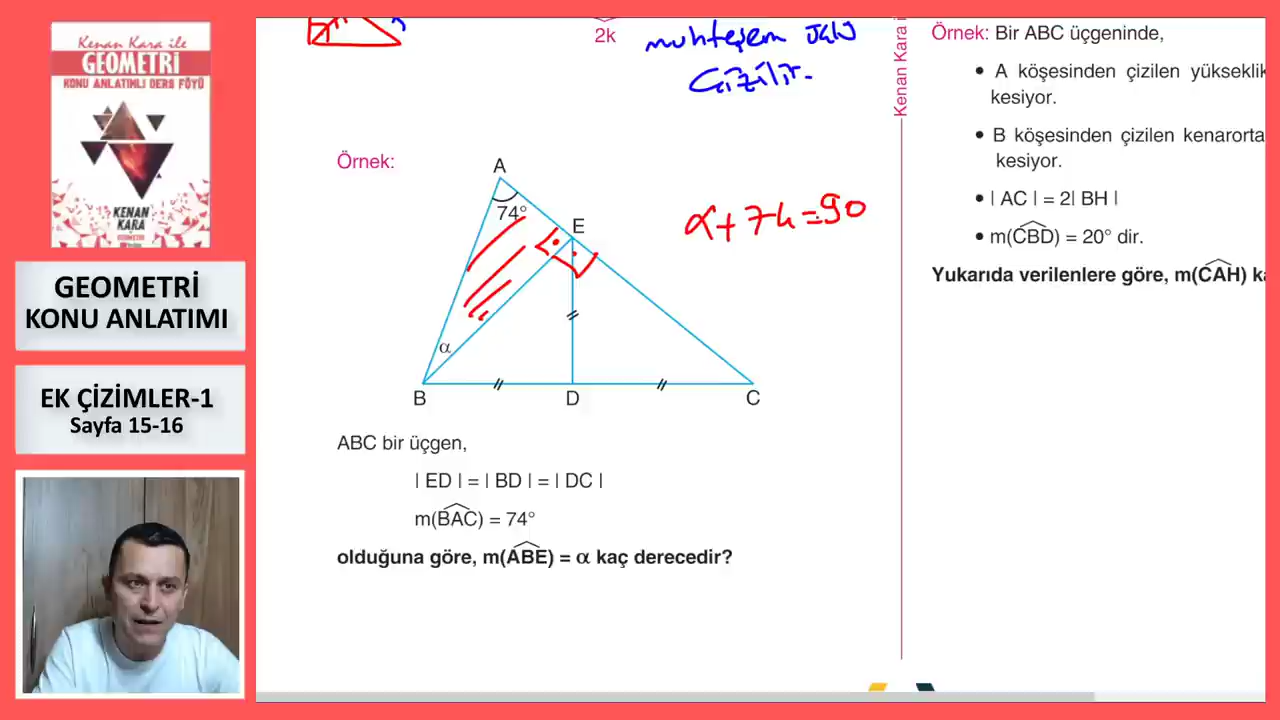 Kenan Kara ile
GEOMETRİ
KONU ANLATIMLI DERS FÖYÜ
KENAN
KARA
GEOMETRİ
KONU ANLATIMI
EK ÇİZİMLER-1
Sayfa 15-16
2k
muhteşem
Çizilir.
Örnek:
A
74°
E
α
B
D
C
α+74=90
ABC bir üçgen,
| ED | = | BD | = | DC |
m(BAC) = 74°
olduğuna göre, m(ABE) = α kaç derecedir?
Kenan Kara i
Örnek: Bir ABC üçgeninde,
• A köşesinden çizilen yükseklik
kesiyor.
• B köşesinden çizilen kenarorta
kesiyor.
• | AC | = 2| BH |
• m(CBD) = 20° dir.
Yukarıda verilenlere göre, m(CAH) ka